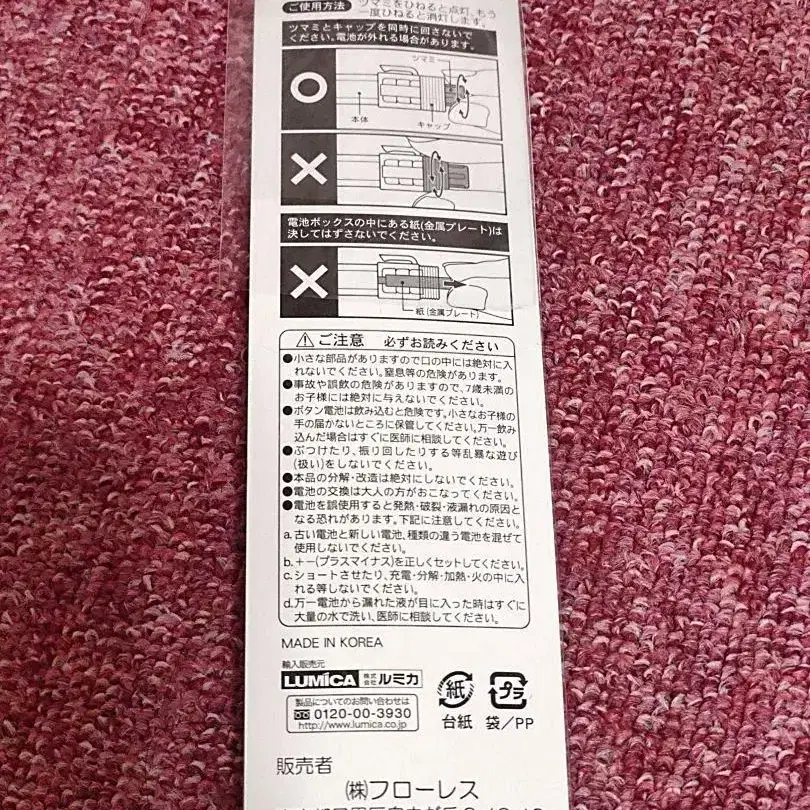 ご使用方法 ツマミをひねると点灯、もう
一度ひねると消灯します。
ツマミとキャップを同時に回さないで
ください。電池が外れる場合があります。
ツマミ
本体
キャップ
電池ボックスの中にある紙(金属プレート)は
決してはずさないでください。
紙(金属プレート)
ご注意 必ずお読みください
●小さな部品がありますので口の中には絶対に入
れないでください。窒息等の危険があります。
●事故や誤飲の危険がありますので、7歳未満の
お子様には絶対に与えないでください。
●ボタン電池は飲み込むと危険です。小さなお子様の
手の届かないところに保管してください。万一飲み
込んだ場合はすぐに医師に相談してください。
●ぶつけたり、振り回したりする等乱暴な遊び
(扱い)をしないでください。
●本品の分解・改造は絶対にしないでください。
●電池の交換は大人の方がおこなってください。
●電池を誤使用すると発熱・破裂・液漏れの原因と
なる恐れがあります。下記に注意してください。
a.古い電池と新しい電池、種類の違う電池を混ぜて
使用しないでください。
b.+−(プラスマイナス)を正しくセットしてください。
c.ショートさせたり、充電・分解・加熱・火の中に入
れる等しないでください。
d.万一電池から漏れた液が目に入った時はすぐに
大量の水で洗い、医師に相談してください。
MADE IN KOREA
輸入販売元
LUMICA 株式会社 ルミカ
製品についてのお問い合わせは
0120-00-3930
http://www.lumica.co.jp
紙
台紙
プラ
袋/PP
販売者
(株)フローレス